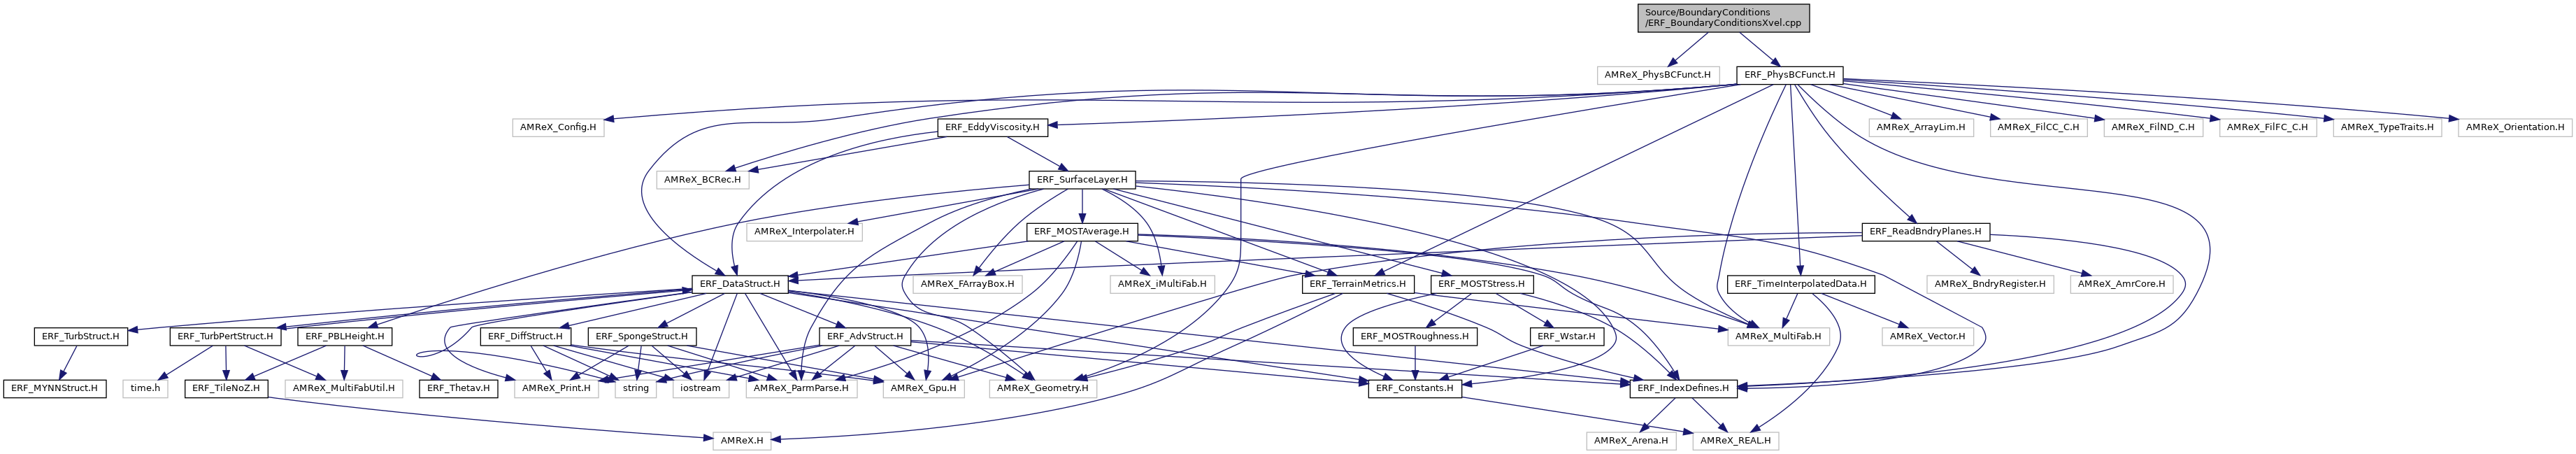 Source/BoundaryConditions
/ERF_BoundaryConditionsXvel.cpp
AMReX_PhysBCFunct.H
ERF_PhysBCFunct.H
AMReX_Config.H
ERF_EddyViscosity.H
AMReX_ArrayLim.H
AMReX_FilCC_C.H
AMReX_FilND_C.H
AMReX_FilFC_C.H
AMReX_TypeTraits.H
AMReX_Orientation.H
AMReX_BCRec.H
ERF_SurfaceLayer.H
AMReX_Interpolater.H
ERF_MOSTAverage.H
ERF_ReadBndryPlanes.H
ERF_DataStruct.H
AMReX_FArrayBox.H
AMReX_iMultiFab.H
ERF_TerrainMetrics.H
ERF_MOSTStress.H
ERF_TimeInterpolatedData.H
AMReX_BndryRegister.H
AMReX_AmrCore.H
ERF_TurbStruct.H
ERF_TurbPertStruct.H
ERF_PBLHeight.H
ERF_DiffStruct.H
ERF_SpongeStruct.H
ERF_AdvStruct.H
ERF_MOSTRoughness.H
ERF_Wstar.H
AMReX_MultiFab.H
AMReX_Vector.H
ERF_MYNNStruct.H
time.h
ERF_TileNoZ.H
AMReX_MultiFabUtil.H
ERF_Thetav.H
AMReX_Print.H
string
iostream
AMReX_ParmParse.H
AMReX_Gpu.H
AMReX_Geometry.H
ERF_Constants.H
ERF_IndexDefines.H
AMReX.H
AMReX_Arena.H
AMReX_REAL.H